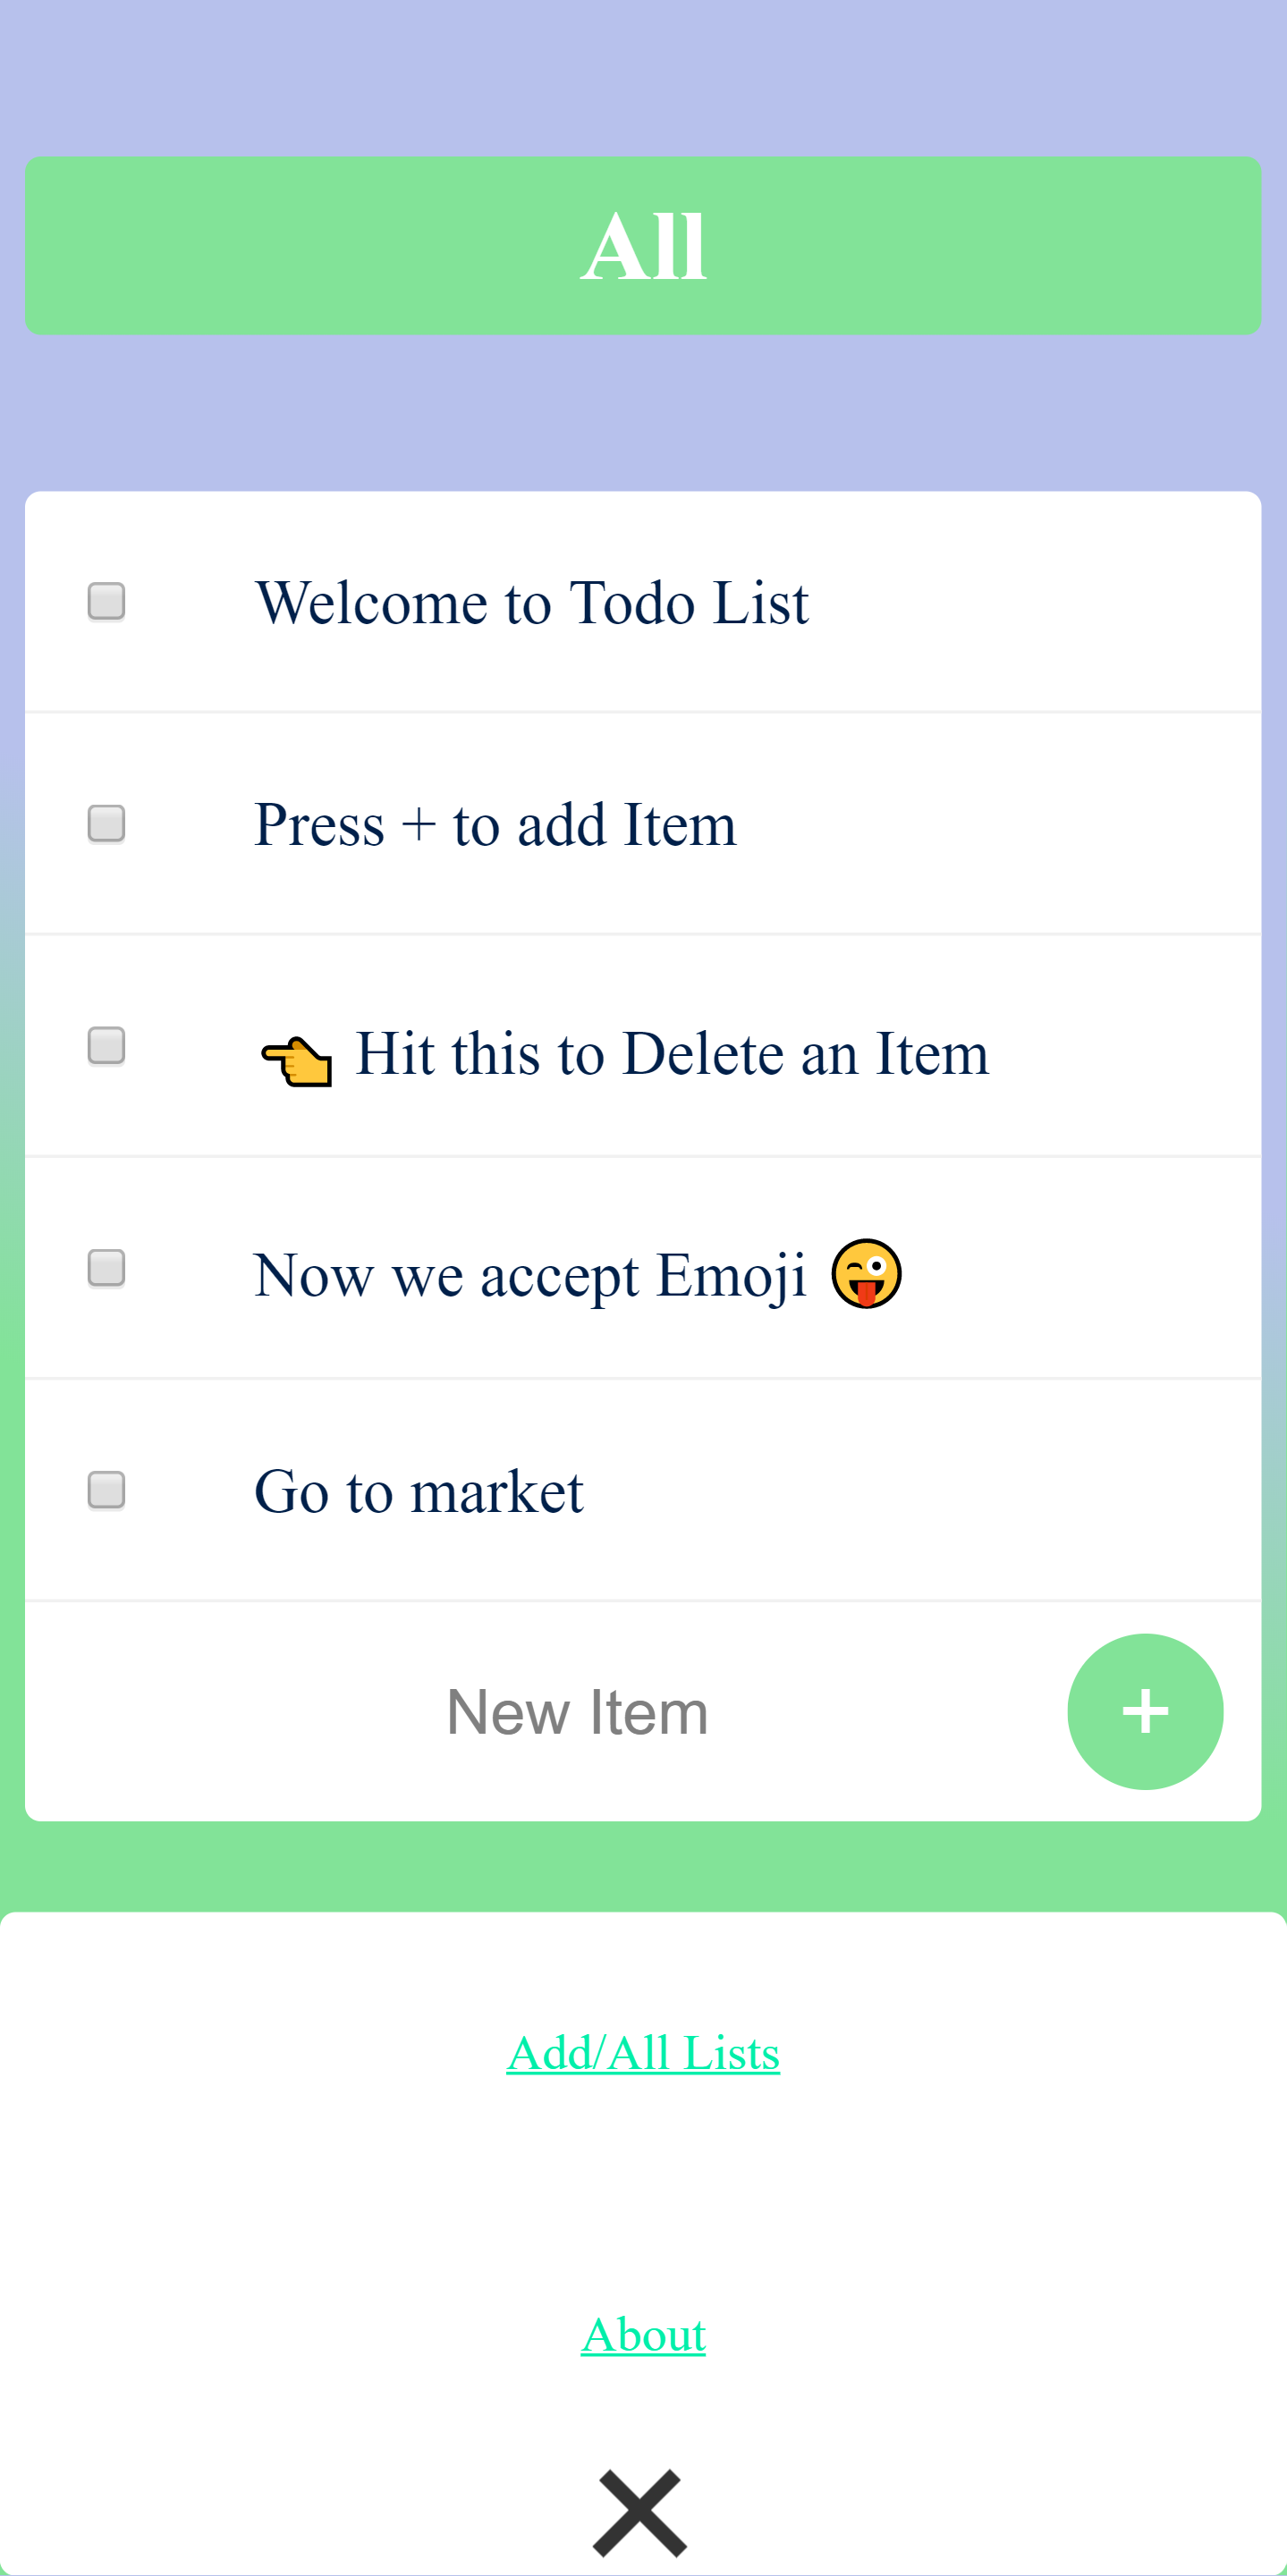 All
Welcome to Todo List
Press + to add Item
👈 Hit this to Delete an Item
Now we accept Emoji 😜
Go to market
New Item
+
Add/All Lists
About